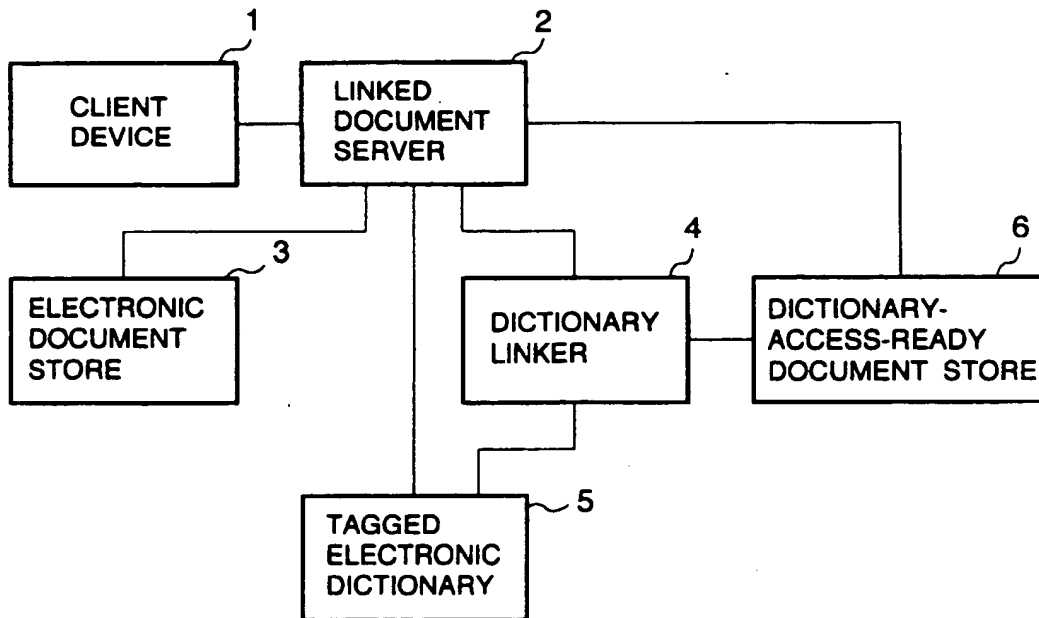 1
CLIENT
DEVICE
2
LINKED
DOCUMENT
SERVER
3
ELECTRONIC
DOCUMENT
STORE
4
DICTIONARY
LINKER
6
DICTIONARY-
ACCESS-READY
DOCUMENT STORE
5
TAGGED
ELECTRONIC
DICTIONARY